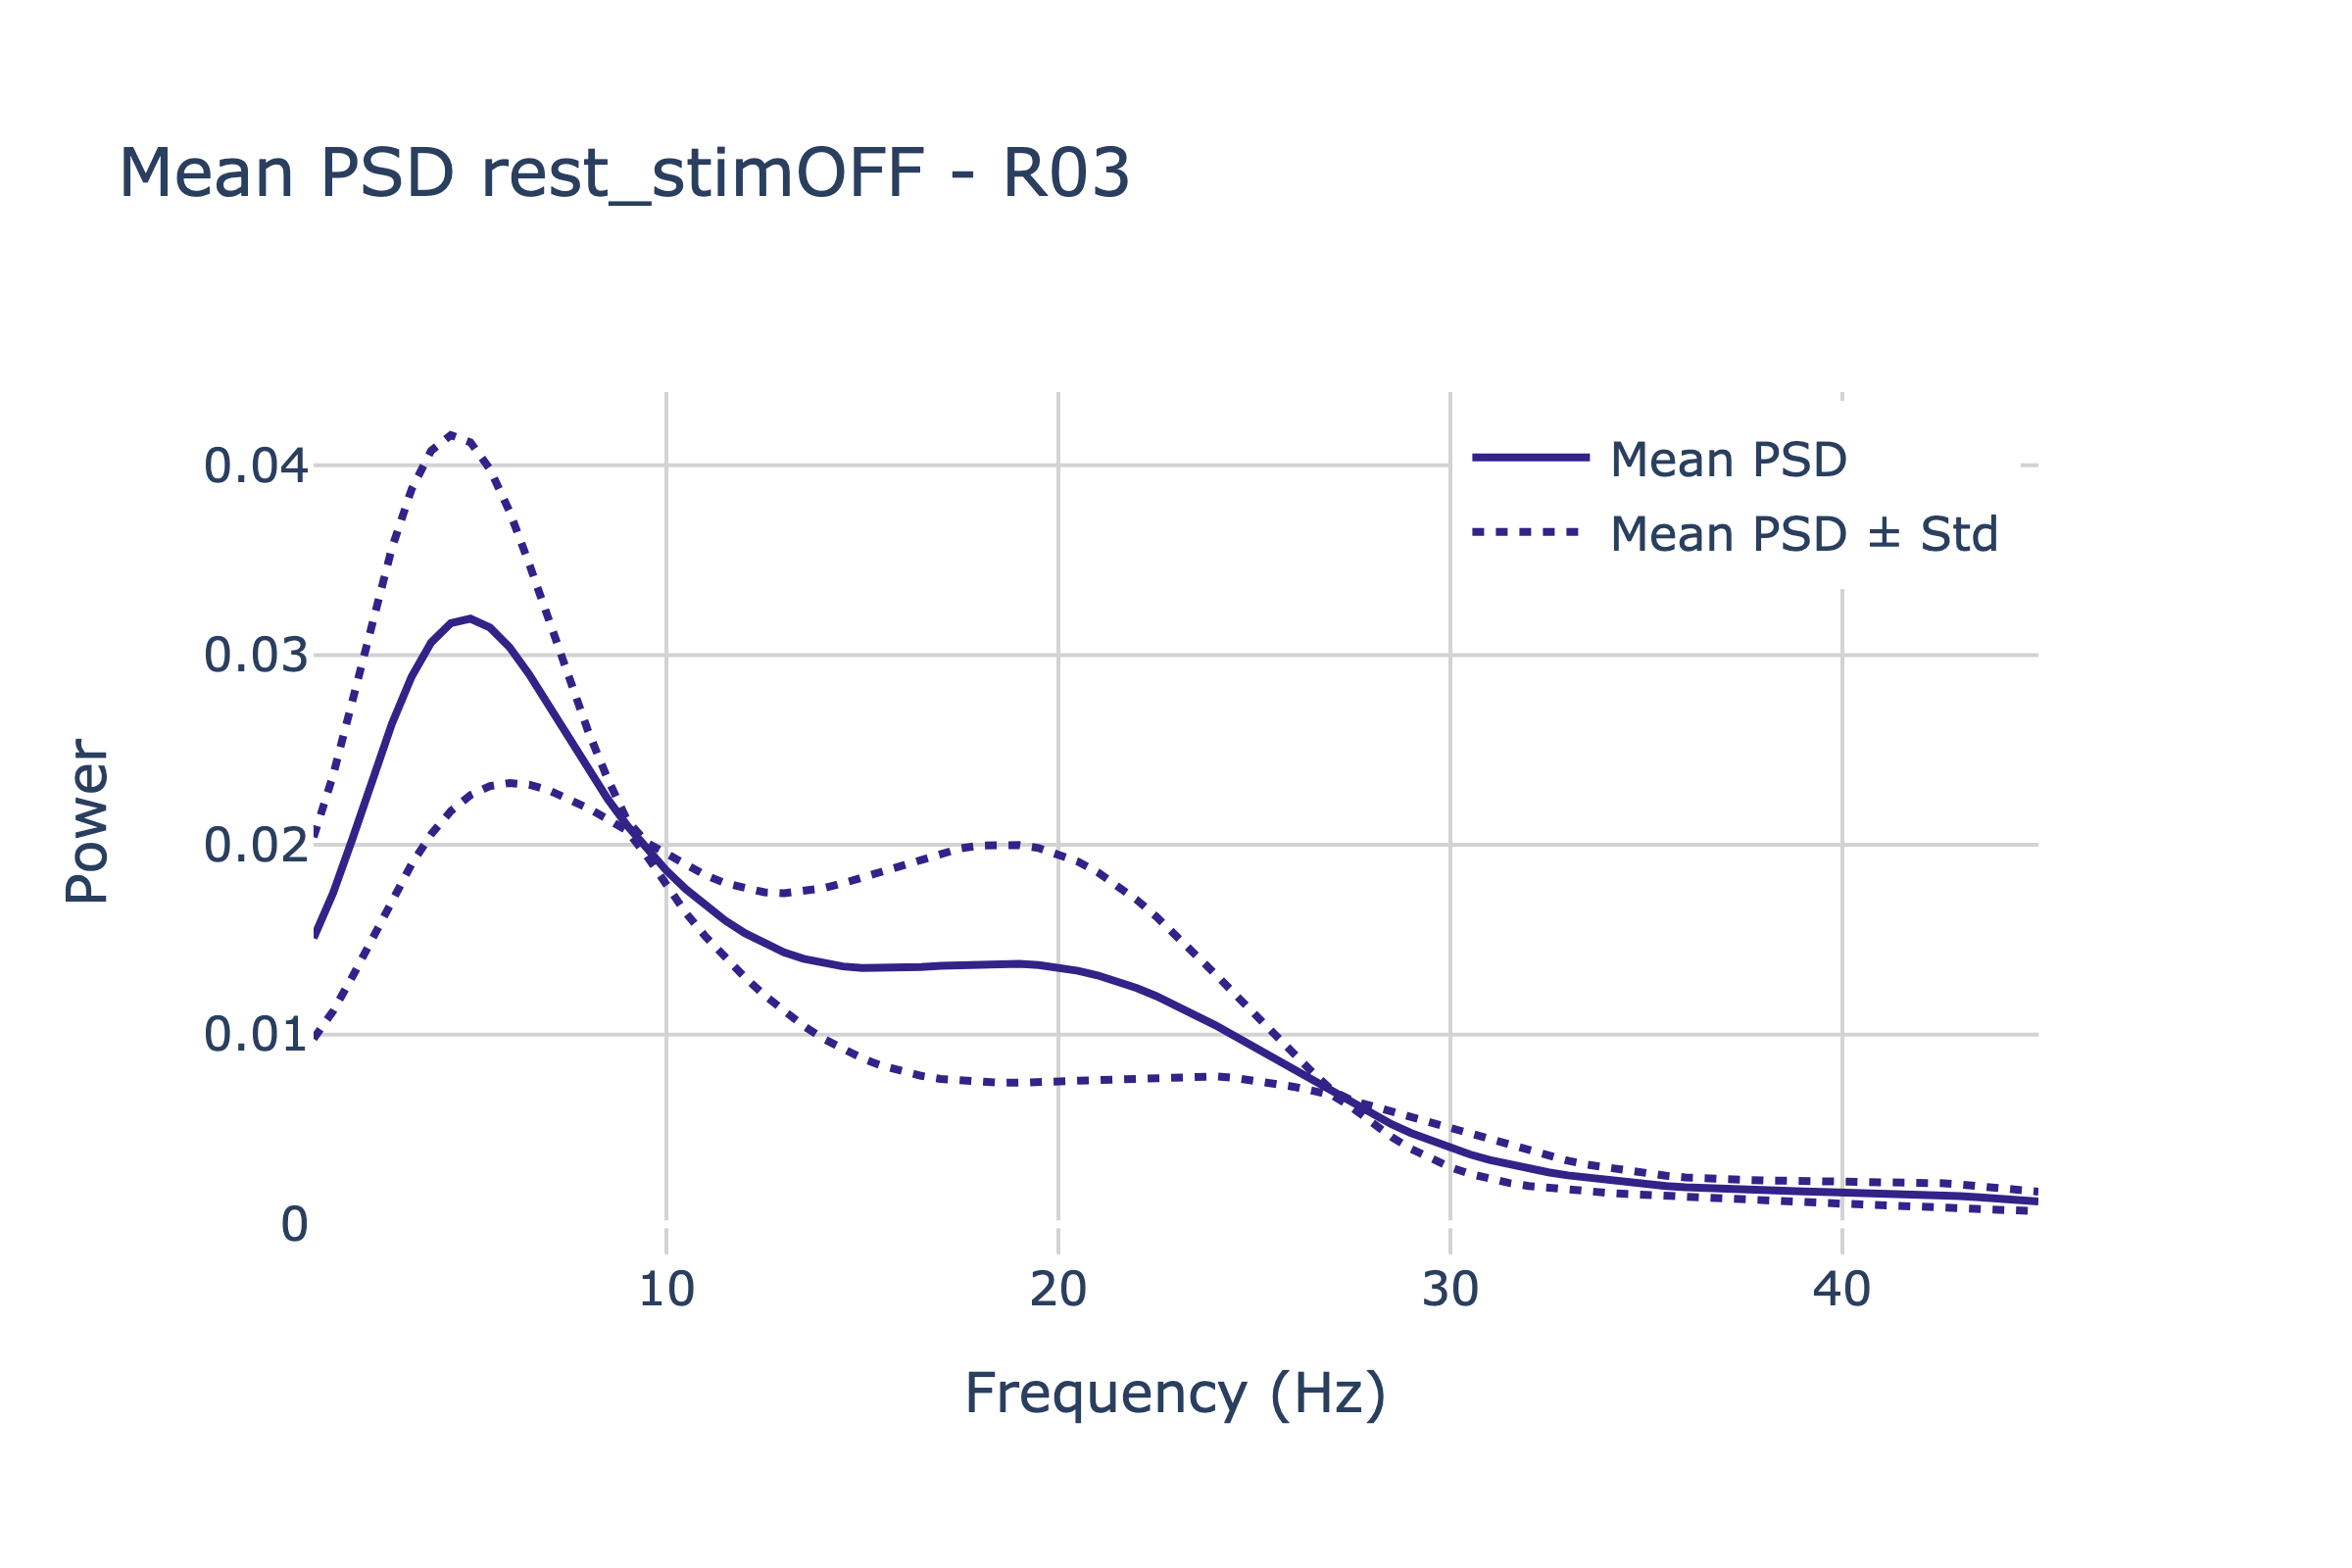 Mean PSD rest_stimOFF - R03
Mean PSD
Mean PSD ± Std
0.04
0.03
0.02
0.01
0
Power
10 20 30 40
Frequency (Hz)